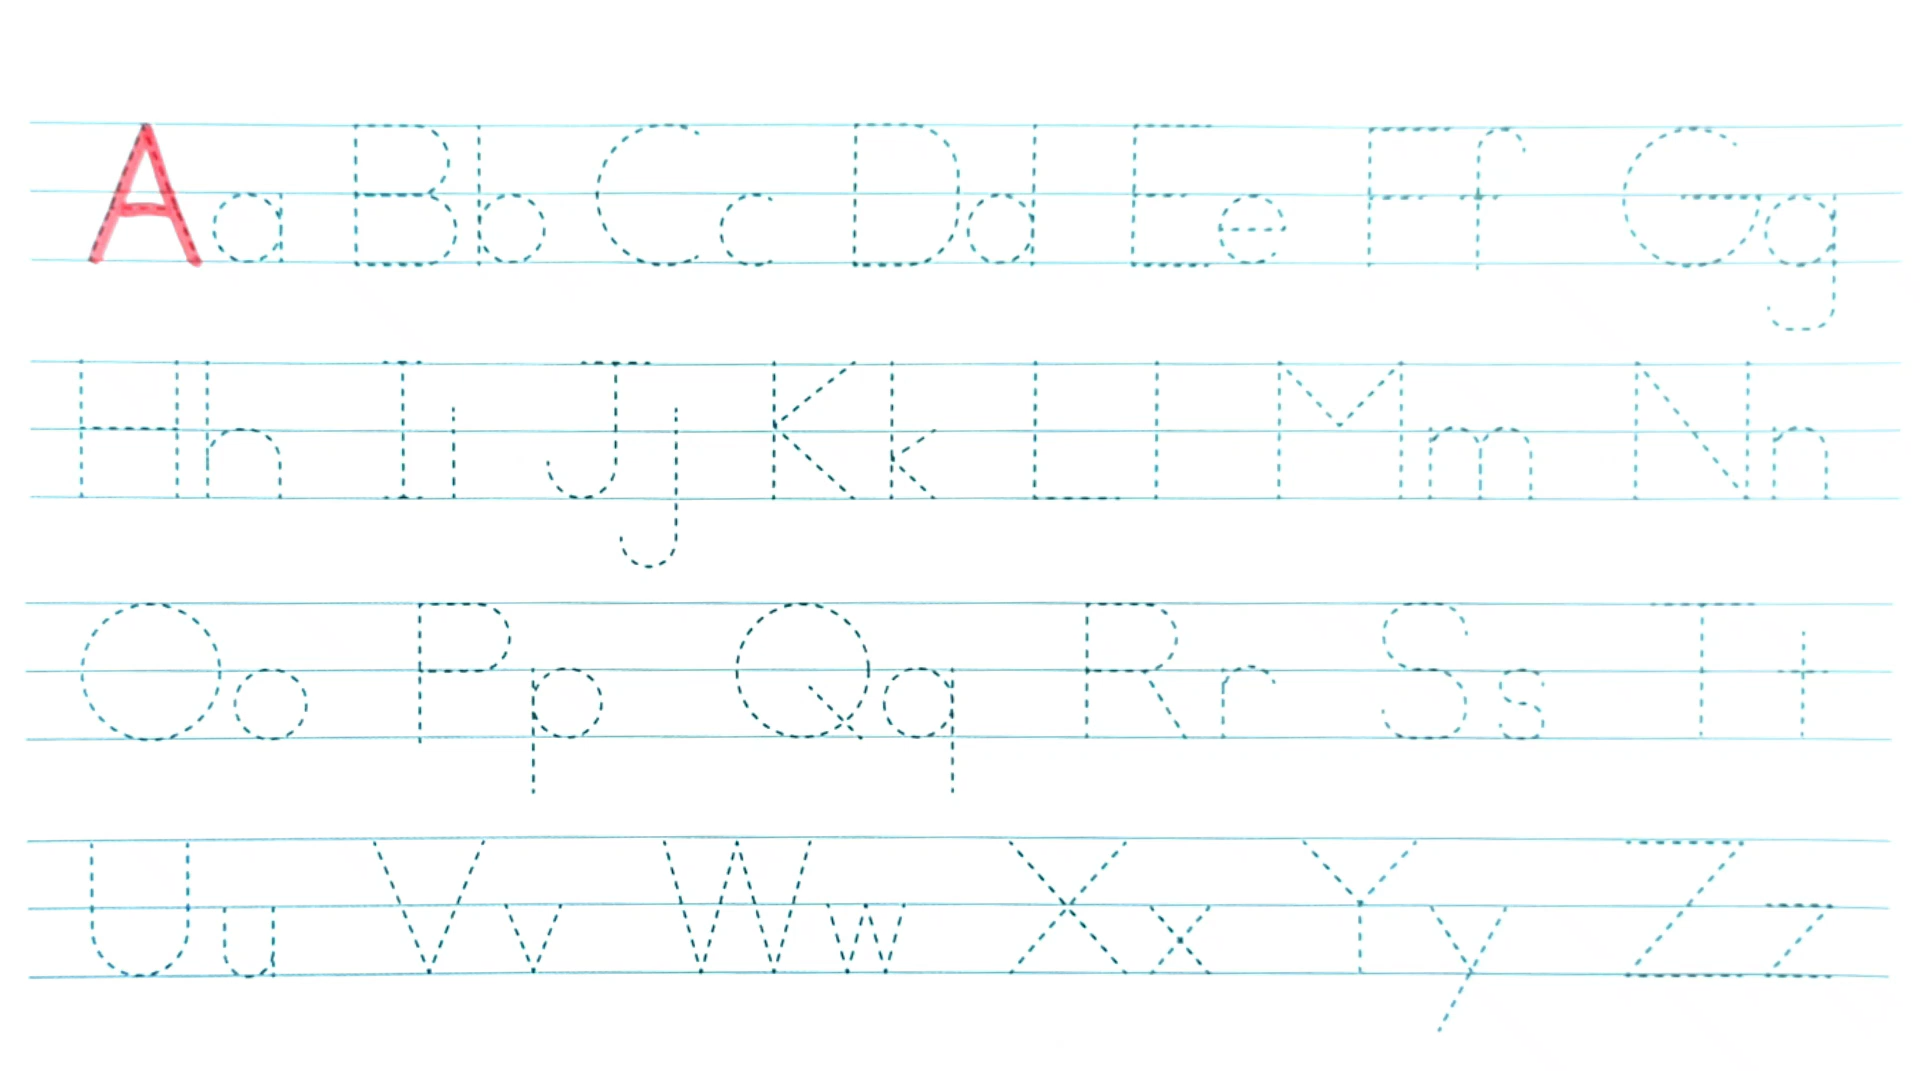 Aa Bb Cc Dd Ee Ff Gg
Hh Ii Jj Kk Ll Mm Nn
Oo Pp Qq Rr Ss Tt
Uu Vv Ww Xx Yy Zz